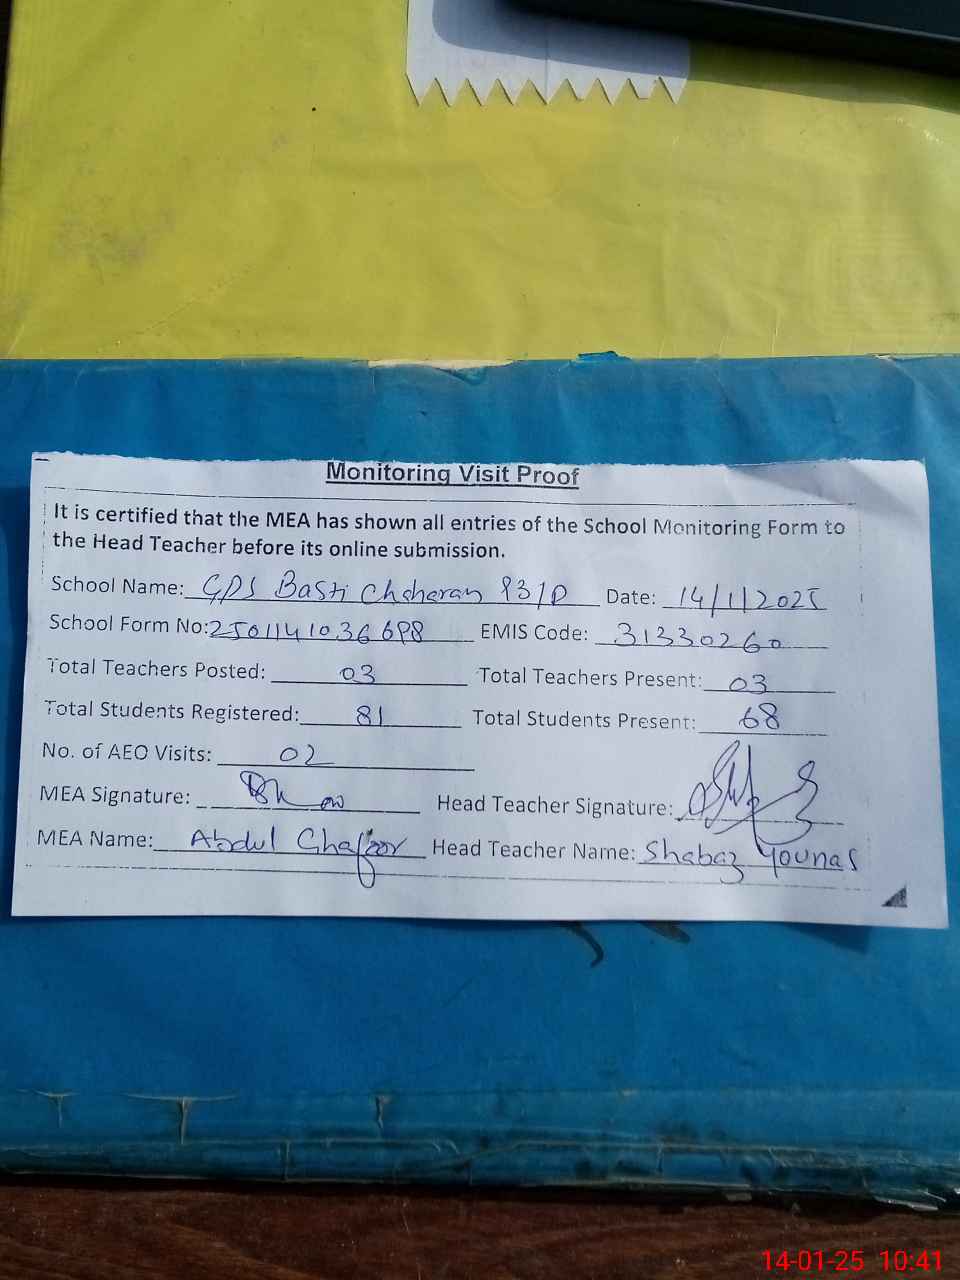 Monitoring Visit Proof
It is certified that the MEA has shown all entries of the School Monitoring Form to
the Head Teacher before its online submission.
School Name: GPS Basti Chaheran 83/D Date: 14/1/2025
School Form No: 25011410.36698 EMIS Code: 31330260
Total Teachers Posted: 03 Total Teachers Present: 03
Total Students Registered: 81 Total Students Present: 68
No. of AEO Visits: 02
MEA Signature: Head Teacher Signature:
MEA Name: Abdul Ghafoor Head Teacher Name: Shabaz Younas
14-01-25 10:41